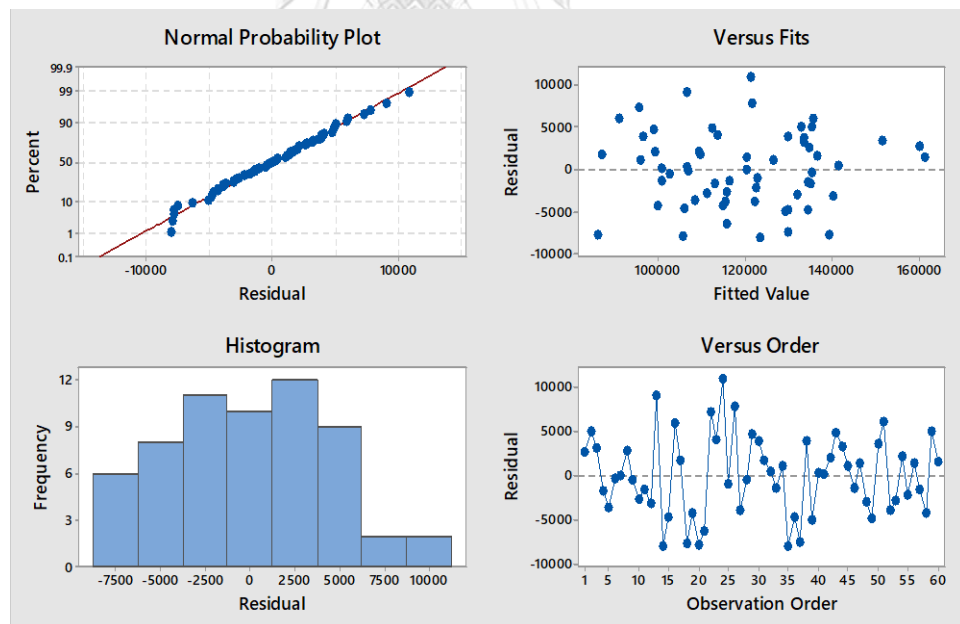 Normal Probability Plot
99.9
99
90
50
10
1
0.1
Percent
-10000 0 10000
Residual
Versus Fits
10000
5000
0
-5000
-10000
Residual
100000 120000 140000 160000
Fitted Value
Histogram
12
9
6
3
0
Frequency
-7500 -5000 -2500 0 2500 5000 7500 10000
Residual
Versus Order
10000
5000
0
-5000
-10000
Residual
1 5 10 15 20 25 30 35 40 45 50 55 60
Observation Order